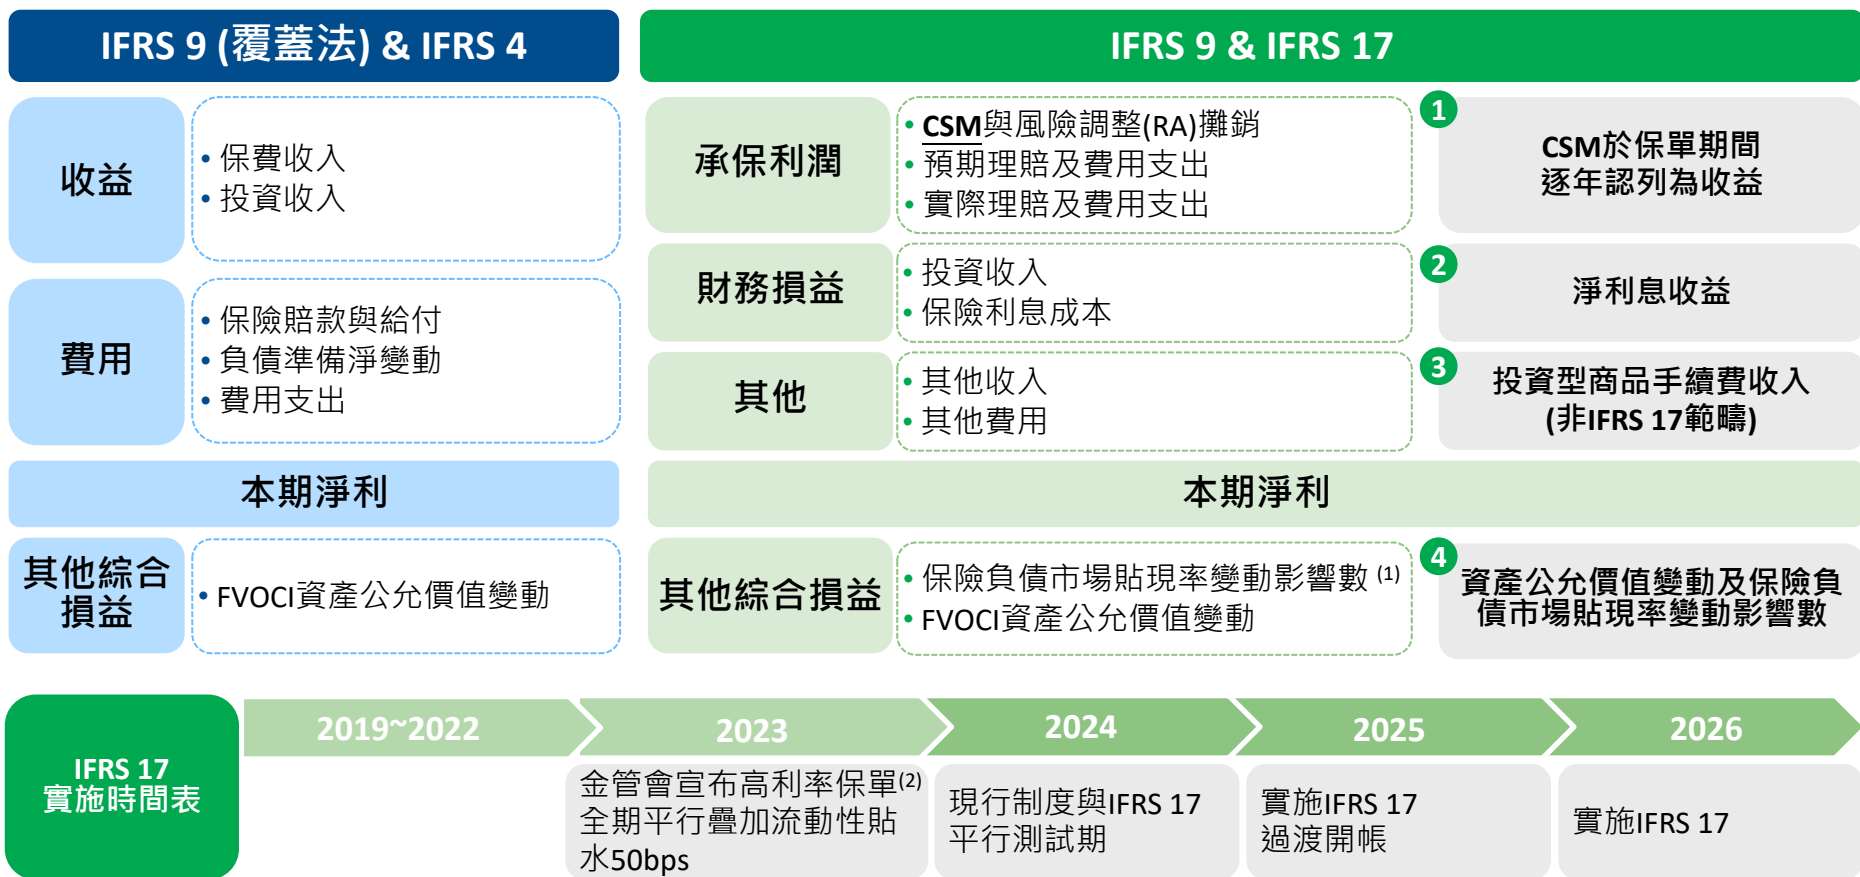 IFRS 9 (覆蓋法) & IFRS 4
收益
• 保費收入
• 投資收入
費用
• 保險賠款與給付
• 負債準備淨變動
• 費用支出
本期淨利
其他綜合
損益
• FVOCI資產公允價值變動
IFRS 9 & IFRS 17
承保利潤
• CSM與風險調整(RA)攤銷
• 預期理賠及費用支出
• 實際理賠及費用支出
1
CSM於保單期間
逐年認列為收益
財務損益
• 投資收入
• 保險利息成本
2
淨利息收益
其他
• 其他收入
• 其他費用
3
投資型商品手續費收入
(非IFRS 17範疇)
本期淨利
其他綜合損益
• 保險負債市場貼現率變動影響數 (1)
• FVOCI資產公允價值變動
4
資產公允價值變動及保險負
債市場貼現率變動影響數
IFRS 17
實施時間表
2019~2022
2023
2024
2025
2026
金管會宣布高利率保單(2)
全期平行疊加流動性貼
水50bps
現行制度與IFRS 17
平行測試期
實施IFRS 17
過渡開帳
實施IFRS 17